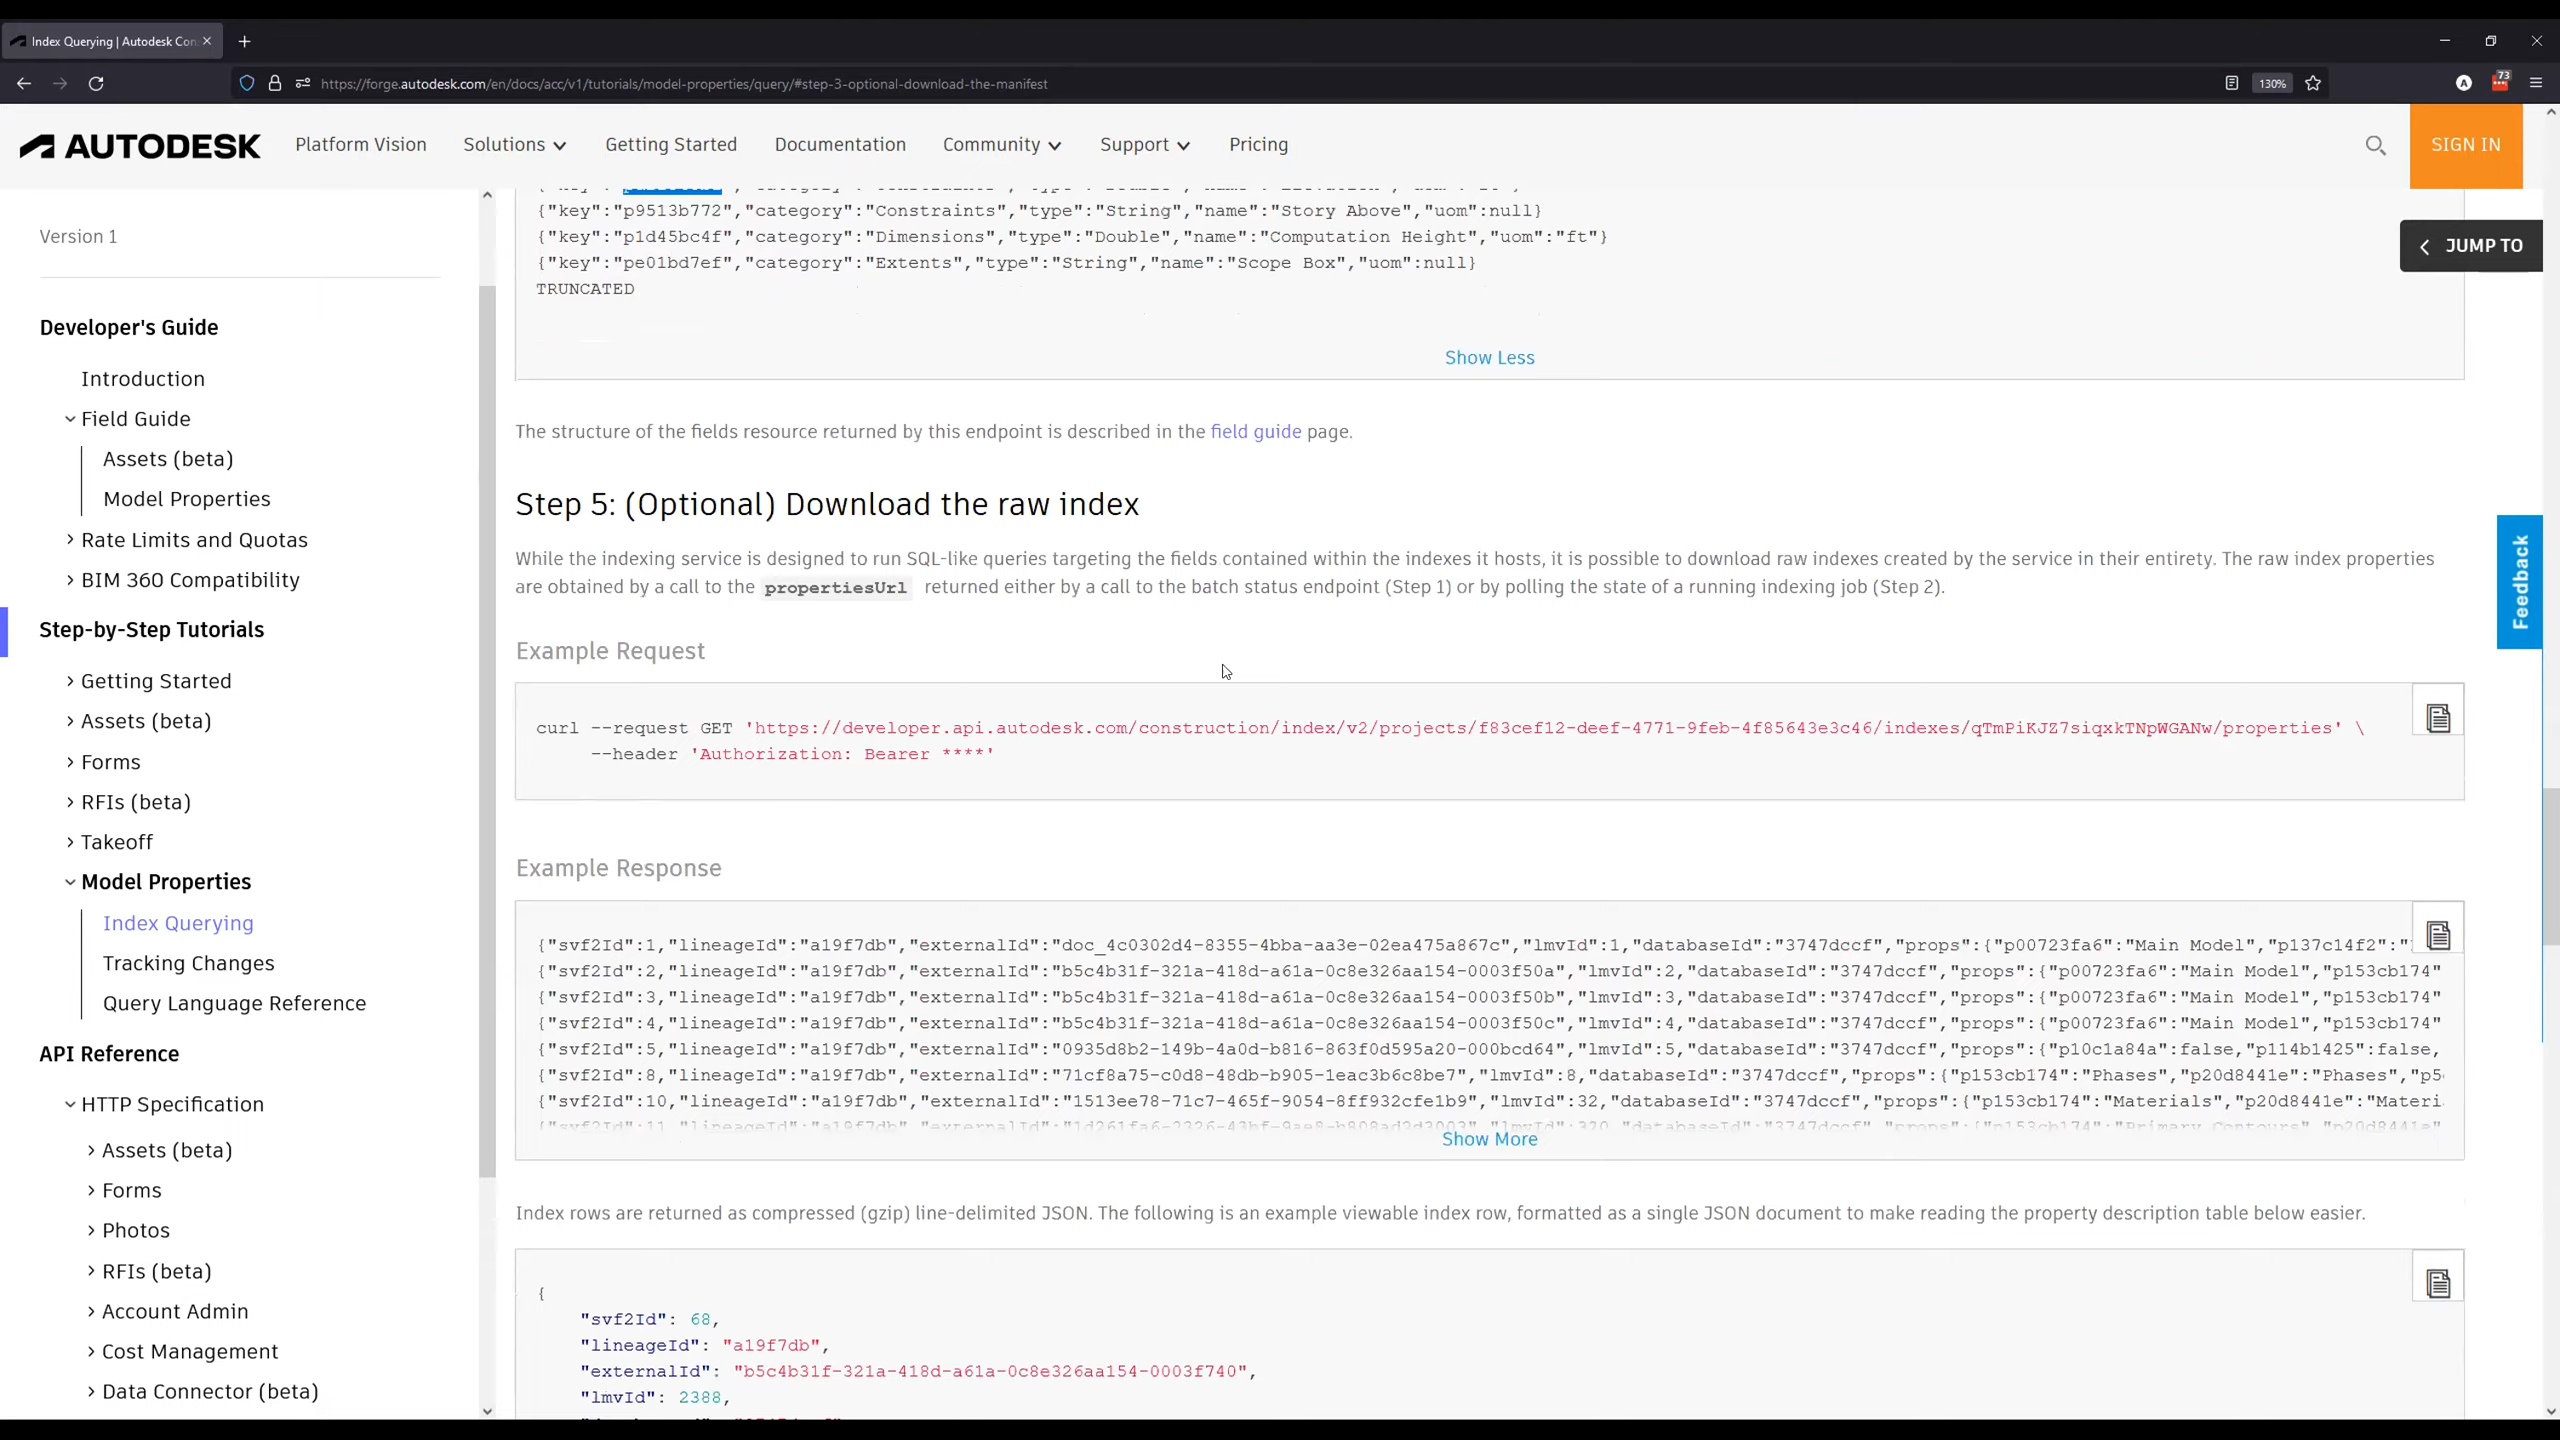 Index Querying | Autodesk Con
https://forge.autodesk.com/en/docs/acc/v1/tutorials/model-properties/query/#step-3-optional-download-the-manifest
130%
A
73
AUTODESK
Platform Vision
Solutions
Getting Started
Documentation
Community
Support
Pricing
SIGN IN
JUMP TO
Feedback
Version 1
Developer's Guide
Introduction
Field Guide
Assets (beta)
Model Properties
Rate Limits and Quotas
BIM 360 Compatibility
Step-by-Step Tutorials
Getting Started
Assets (beta)
Forms
RFIs (beta)
Takeoff
Model Properties
Index Querying
Tracking Changes
Query Language Reference
API Reference
HTTP Specification
Assets (beta)
Forms
Photos
RFIs (beta)
Account Admin
Cost Management
Data Connector (beta)
{"key":"p9513b772","category":"Constraints","type":"String","name":"Story Above","uom":null}
{"key":"p1d45bc4f","category":"Dimensions","type":"Double","name":"Computation Height","uom":"ft"}
{"key":"pe01bd7ef","category":"Extents","type":"String","name":"Scope Box","uom":null}
TRUNCATED
Show Less
The structure of the fields resource returned by this endpoint is described in the field guide page.
Step 5: (Optional) Download the raw index
While the indexing service is designed to run SQL-like queries targeting the fields contained within the indexes it hosts, it is possible to download raw indexes created by the service in their entirety. The raw index properties
are obtained by a call to the propertiesUrl returned either by a call to the batch status endpoint (Step 1) or by polling the state of a running indexing job (Step 2).
Example Request
curl --request GET 'https://developer.api.autodesk.com/construction/index/v2/projects/f83cef12-deef-4771-9feb-4f85643e3c46/indexes/qTmPiKJZ7siqxkTNpWGANw/properties' \
--header 'Authorization: Bearer ****'
Example Response
{"svf2Id":1,"lineageId":"a19f7db","externalId":"doc_4c0302d4-8355-4bba-aa3e-02ea475a867c","lmvId":1,"databaseId":"3747dccf","props":{"p00723fa6":"Main Model","p137c14f2":"
{"svf2Id":2,"lineageId":"a19f7db","externalId":"b5c4b31f-321a-418d-a61a-0c8e326aa154-0003f50a","lmvId":2,"databaseId":"3747dccf","props":{"p00723fa6":"Main Model","p153cb174"
{"svf2Id":3,"lineageId":"a19f7db","externalId":"b5c4b31f-321a-418d-a61a-0c8e326aa154-0003f50b","lmvId":3,"databaseId":"3747dccf","props":{"p00723fa6":"Main Model","p153cb174"
{"svf2Id":4,"lineageId":"a19f7db","externalId":"b5c4b31f-321a-418d-a61a-0c8e326aa154-0003f50c","lmvId":4,"databaseId":"3747dccf","props":{"p00723fa6":"Main Model","p153cb174"
{"svf2Id":5,"lineageId":"a19f7db","externalId":"0935d8b2-149b-4a0d-b816-863f0d595a20-000bcd64","lmvId":5,"databaseId":"3747dccf","props":{"p10c1a84a":false,"p114b1425":false,
{"svf2Id":8,"lineageId":"a19f7db","externalId":"71cf8a75-c0d8-48db-b905-1eac3b6c8be7","lmvId":8,"databaseId":"3747dccf","props":{"p153cb174":"Phases","p20d8441e":"Phases","p5
{"svf2Id":10,"lineageId":"a19f7db","externalId":"1513ee78-71c7-465f-9054-8ff932cfe1b9","lmvId":32,"databaseId":"3747dccf","props":{"p153cb174":"Materials","p20d8441e":"Materi
Show More
Index rows are returned as compressed (gzip) line-delimited JSON. The following is an example viewable index row, formatted as a single JSON document to make reading the property description table below easier.
{
"svf2Id": 68,
"lineageId": "a19f7db",
"externalId": "b5c4b31f-321a-418d-a61a-0c8e326aa154-0003f740",
"lmvId": 2388,